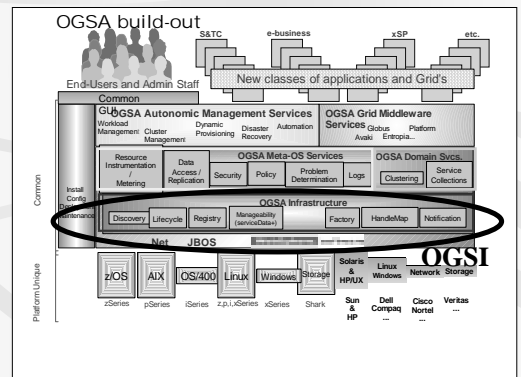 OGSA build-out
S&TC e-business xSP etc.
New classes of applications and Grid's
End-Users and Admin Staff
Common
GUI
OGSA Autonomic Management Services
Workload Management
Cluster Management
Dynamic Provisioning
Disaster Recovery
Automation
OGSA Grid Middleware
Services Globus Platform
Avaki Entropia...
OGSA Meta-OS Services
Resource Instrumentation / Metering
Data Access / Replication
Security
Policy
Problem Determination
Logs
OGSA Domain Svcs.
Clustering
Service Collections
Install
Config
OGSA Infrastructure
Discovery
Lifecycle
Registry
Manageability (serviceData+)
Factory
HandleMap
Notification
Net JBOS
OGSI
Common
Platform Unique
z/OS
AIX
OS/400
Linux
Windows
Storage
Solaris & HP/UX
Linux Windows
Network
Storage
zSeries pSeries iSeries z,p,i,xSeries xSeries Shark
Sun & HP
Dell Compaq ...
Cisco Nortel ...
Veritas ...